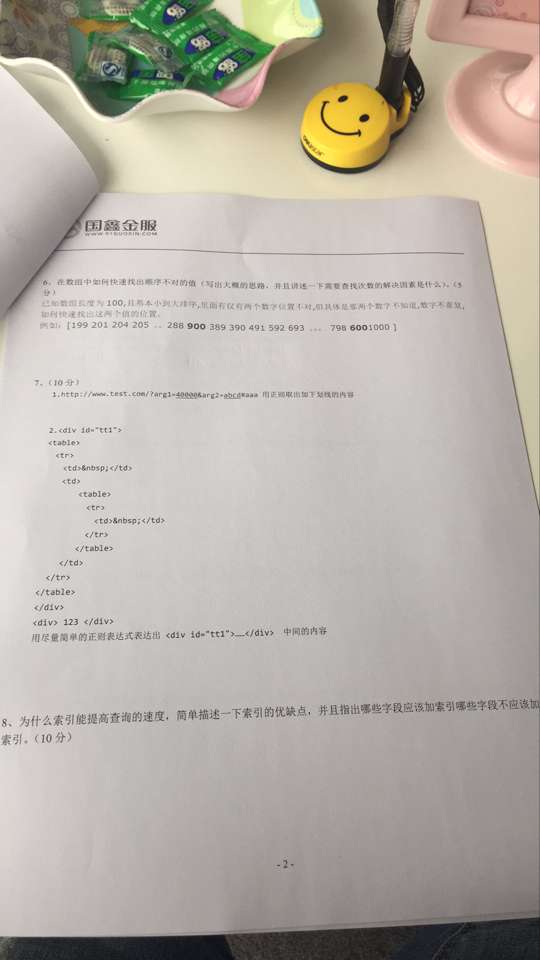 国鑫金服
WWW.91GUOXIN.COM
6、在数组中如何快速找出顺序不对的值（写出大概的思路，并且讲述一下需要查找次数的解决因素是什么）。（5
分）
已知数组长度为 100,且基本小到大排序,里面有仅有两个数字位置不对,但具体是那两个数字不知道,数字不重复,
如何快速找出这两个值的位置.
例如: [199 201 204 205 .. 288 900 389 390 491 592 693 ... 798 6001000 ]
7、（10 分）
1.http://www.test.com/?arg1=40000&arg2=abcd#aaa 用正则取出如下划线的内容
2.<div id="tt1">
<table>
<tr>
<td>&nbsp;</td>
<td>
<table>
<tr>
<td>&nbsp;</td>
</tr>
</table>
</td>
</tr>
</table>
</div>
<div> 123 </div>
用尽量简单的正则表达式表达出 <div id="tt1">……</div> 中间的内容
8、为什么索引能提高查询的速度，简单描述一下索引的优缺点，并且指出哪些字段应该加索引哪些字段不应该加
索引。（10 分）
- 2 -